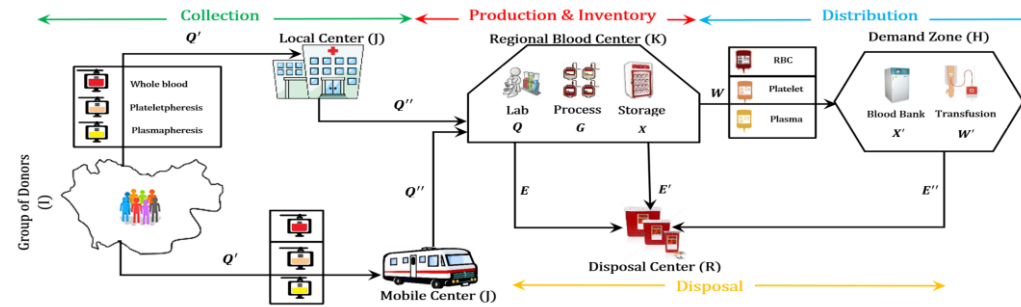 Collection
Production & Inventory
Distribution
Q'
Local Center (J)
Regional Blood Center (K)
Demand Zone (H)
Whole blood
Plateletpheresis
Plasmapheresis
Q''
Lab
Process
Storage
Q
G
X
W
RBC
Platelet
Plasma
Blood Bank
Transfusion
X'
W'
Group of Donors
(I)
Q''
E
E'
E''
Q'
Mobile Center (J)
Disposal Center (R)
Disposal